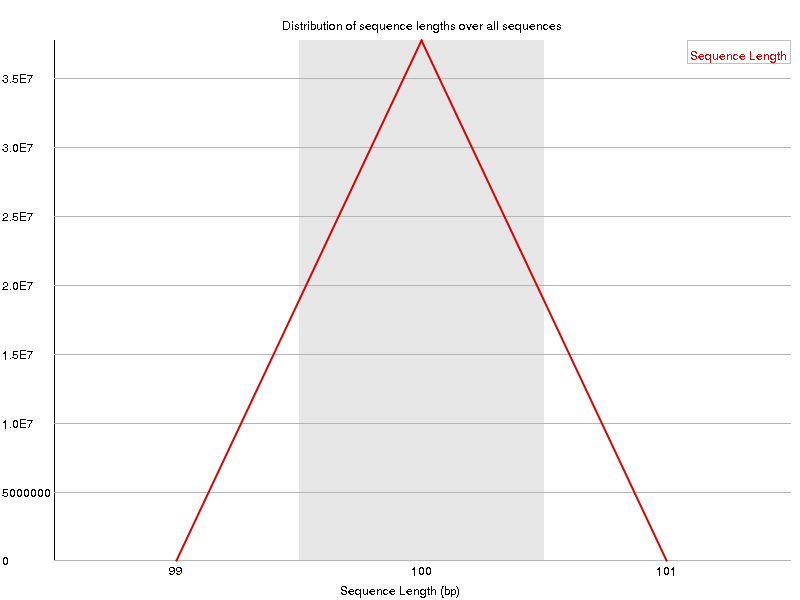 Distribution of sequence lengths over all sequences
Sequence Length
3.5E7
3.0E7
2.5E7
2.0E7
1.5E7
1.0E7
5000000
0
99 100 101
Sequence Length (bp)